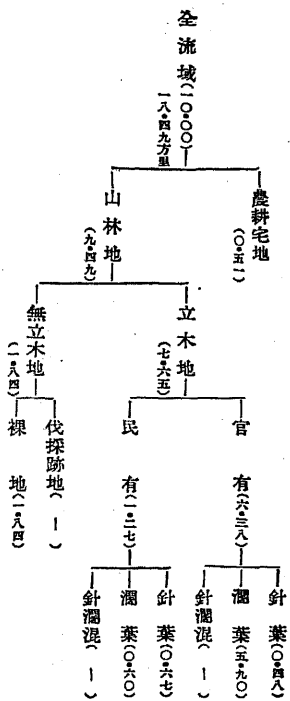 全流域(一〇・〇〇)
一八・四九方里
農耕宅地(〇・五一)
山林地
(九・四九)
立木地
(七・六五)
無立木地
(一・八四)
官有(六・三八)
民有(一・二七)
伐採跡地(ー)
裸地(一・八四)
針葉(〇・四八)
濶葉(五・九〇)
針濶混(ー)
針葉(〇・六七)
濶葉(〇・六〇)
針濶混(ー)